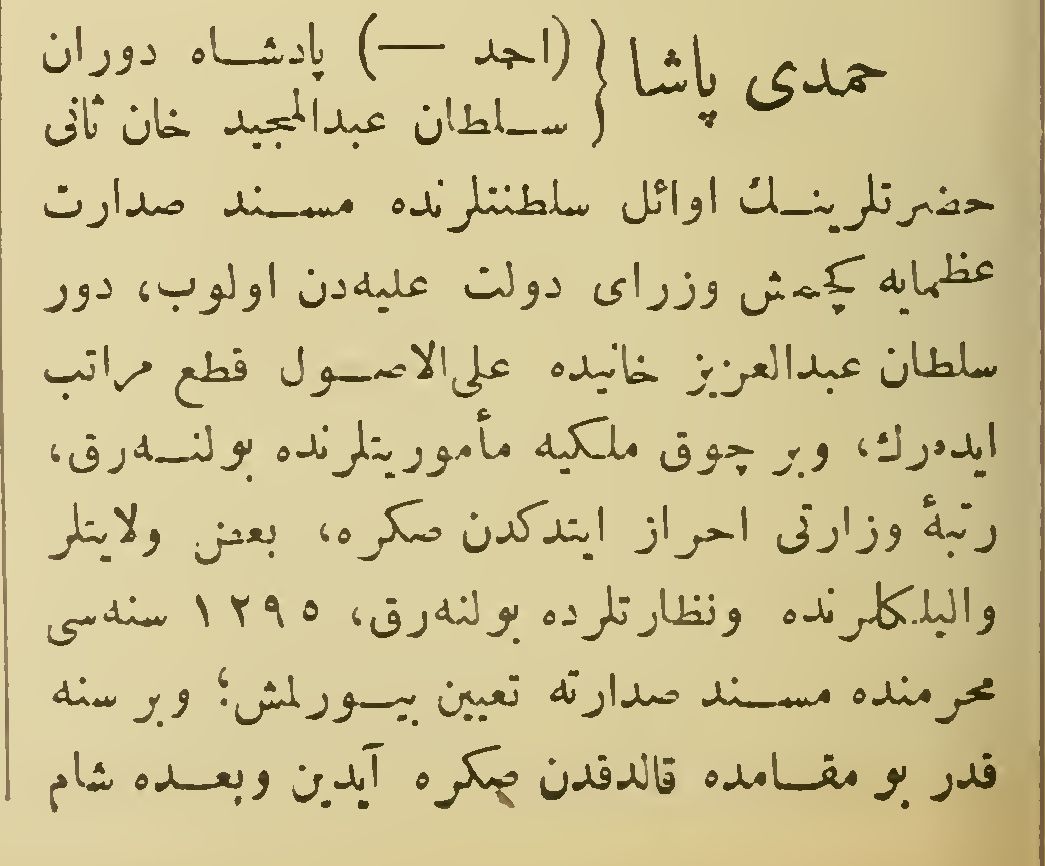 حمدی پاشا } (احمد —) پادشاه دوران
سلطان عبدالمجید خان ثانی
حضرتلرینك اوائل سلطنتلرنده مسند صدارت
عظمایه کچمش وزرای دولت علیه‌دن اولوب، دور
سلطان عبدالعزیز خانیده علی‌الاصول قطع مراتب
ایده‌رك، وبر چوق ملکیه مأموریتلرنده بولنه‌رق،
رتبهٔ وزارتی احراز ایتدکدن صکره، بعض ولایتلر
والیلکلرنده ونظارتلرده بولنه‌رق، ۱۲۹۵ سنه‌سی
محرمنده مسند صدارته تعیین بیورلمش؛ وبر سنه
قدر بو مقامده قالدقدن صکره آیدین وبعده شام